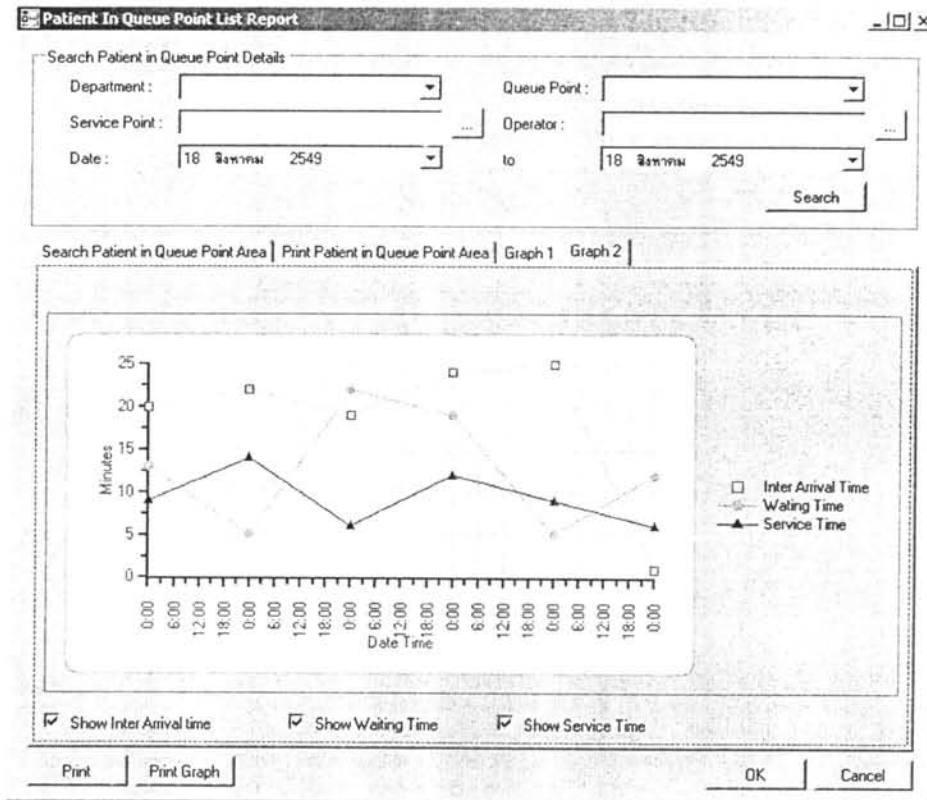 Patient In Queue Point List Report
Search Patient in Queue Point Details
Department : Queue Point :
Service Point : ... Operator : ...
Date : 18 สิงหาคม 2549 to 18 สิงหาคม 2549
Search
Search Patient in Queue Point Area Print Patient in Queue Point Area Graph 1 Graph 2
25
20
15
10
5
0
Minutes
0:00 6:00 12:00 18:00 0:00 6:00 12:00 18:00 0:00 6:00 12:00 18:00 0:00 6:00 12:00 18:00 0:00 6:00 12:00 18:00 0:00
Date Time
Inter Arrival Time
Wating Time
Service Time
Show Inter Arrival time Show Waiting Time Show Service Time
Print Print Graph OK Cancel